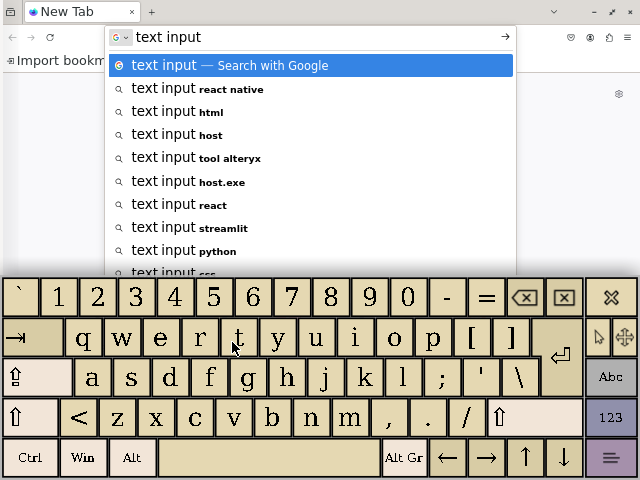 New Tab
text input
Import bookm
text input — Search with Google
text input react native
text input html
text input host
text input tool alteryx
text input host.exe
text input react
text input streamlit
text input python
text input css
` 1 2 3 4 5 6 7 8 9 0 - =
q w e r t y u i o p [ ]
a s d f g h j k l ; ' \ Abc
< z x c v b n m , . / 123
Ctrl Win Alt Alt Gr ← → ↑ ↓